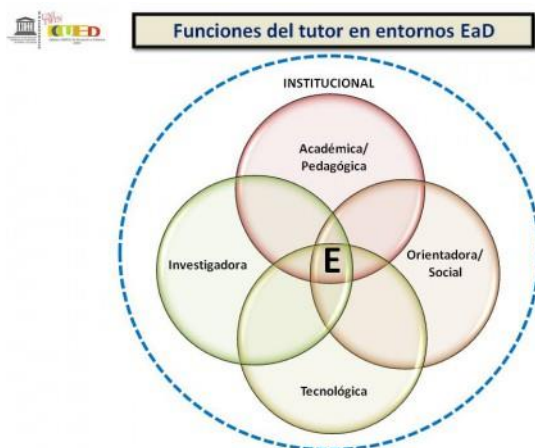 Funciones del tutor en entornos EaD
INSTITUCIONAL
Académica/
Pedagógica
Investigadora
E
Orientadora/
Social
Tecnológica